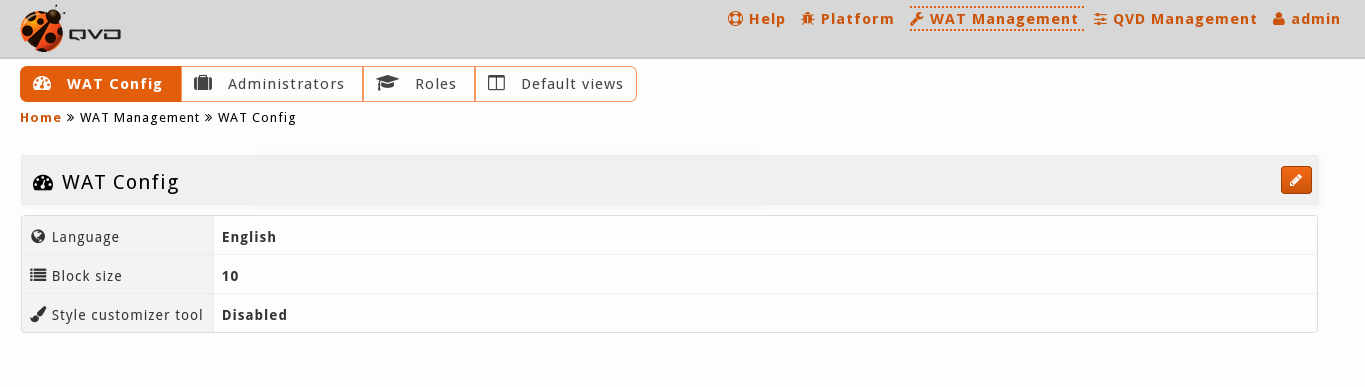 QVD
Help Platform WAT Management QVD Management admin
WAT Config Administrators Roles Default views
Home » WAT Management » WAT Config
WAT Config
Language English
Block size 10
Style customizer tool Disabled